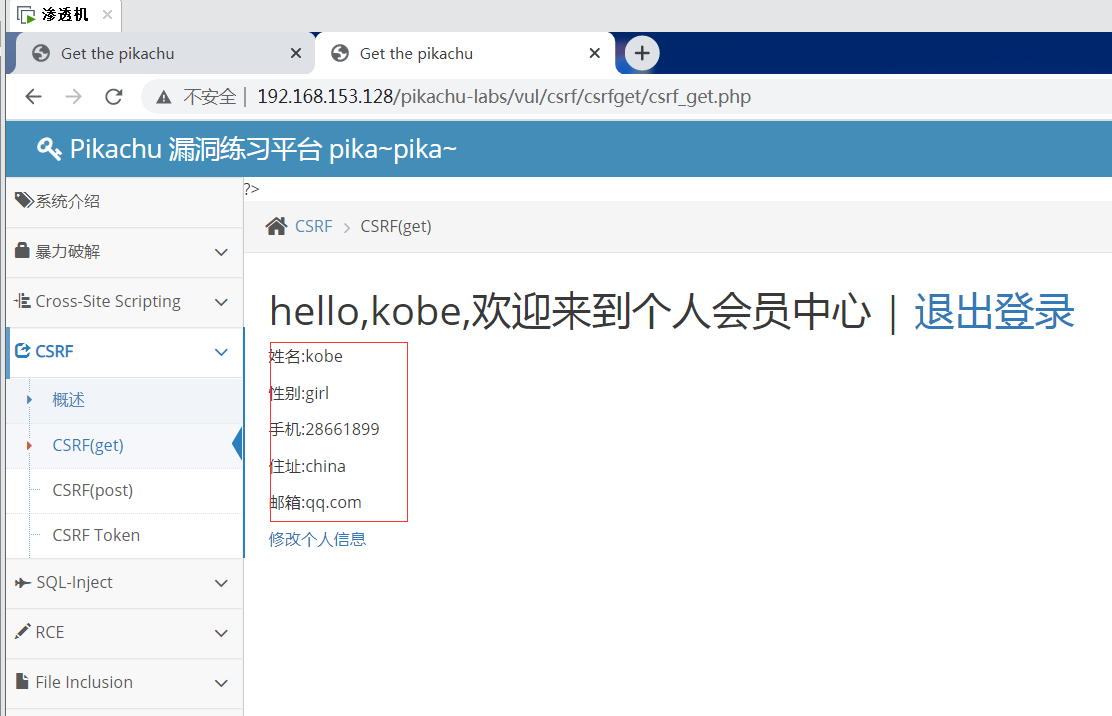 渗透机
Get the pikachu
Get the pikachu
不安全 | 192.168.153.128/pikachu-labs/vul/csrf/csrfget/csrf_get.php
Pikachu 漏洞练习平台 pika~pika~
系统介绍
暴力破解
Cross-Site Scripting
CSRF
概述
CSRF(get)
CSRF(post)
CSRF Token
SQL-Inject
RCE
File Inclusion
?>
CSRF > CSRF(get)
hello,kobe,欢迎来到个人会员中心 | 退出登录
姓名:kobe
性别:girl
手机:28661899
住址:china
邮箱:qq.com
修改个人信息